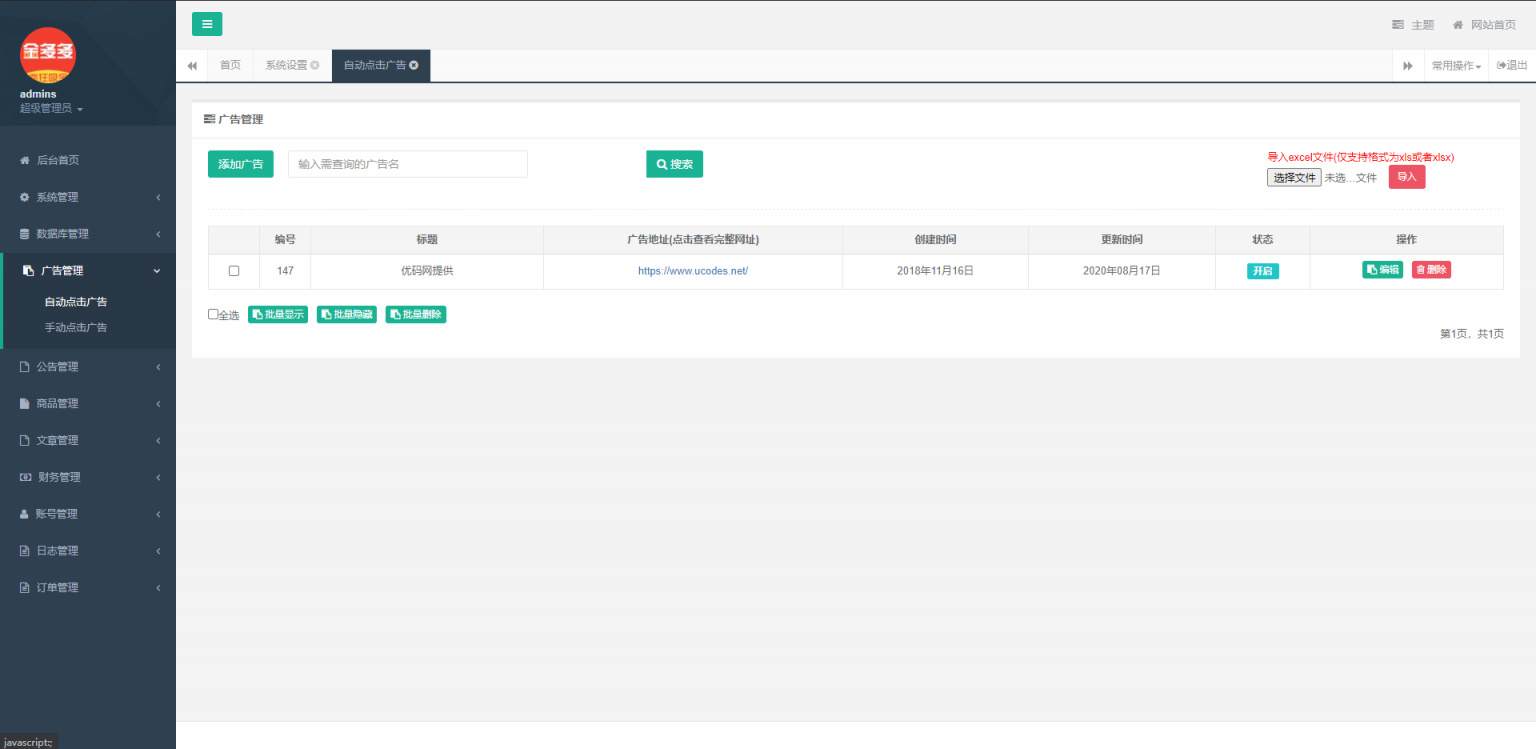 金多多
疯狂吸金
admins
超级管理员
后台首页
系统管理
数据库管理
广告管理
自动点击广告
手动点击广告
公告管理
商品管理
文章管理
财务管理
账号管理
日志管理
订单管理
javascript:;
主题 网站首页
首页 系统设置 自动点击广告 常用操作 退出
广告管理
添加广告 输入需查询的广告名 搜索
导入excel文件(仅支持格式为xls或者xlsx)
选择文件 未选...文件 导入
编号 标题 广告地址(点击查看完整网址) 创建时间 更新时间 状态 操作
147 优码网提供 https://www.ucodes.net/ 2018年11月16日 2020年08月17日 开启 编辑 删除
全选 批量显示 批量隐藏 批量删除
第1页，共1页